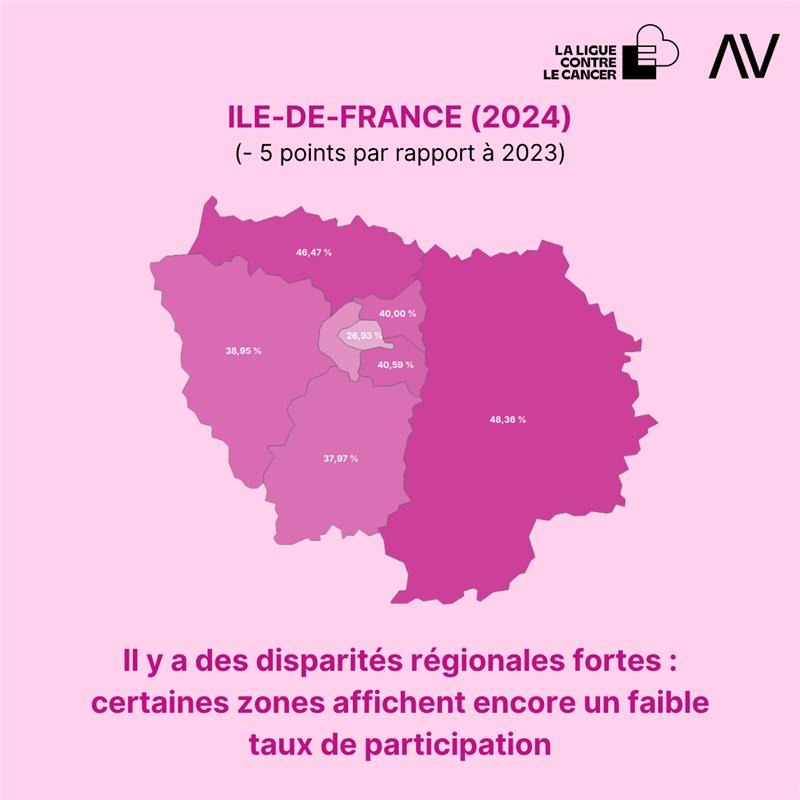 LA LIGUE
CONTRE
LE CANCER
ILE-DE-FRANCE (2024)
(- 5 points par rapport à 2023)
46,47 %
40,00 %
26,93 %
38,95 %
40,59 %
48,36 %
37,97 %
Il y a des disparités régionales fortes :
certaines zones affichent encore un faible
taux de participation